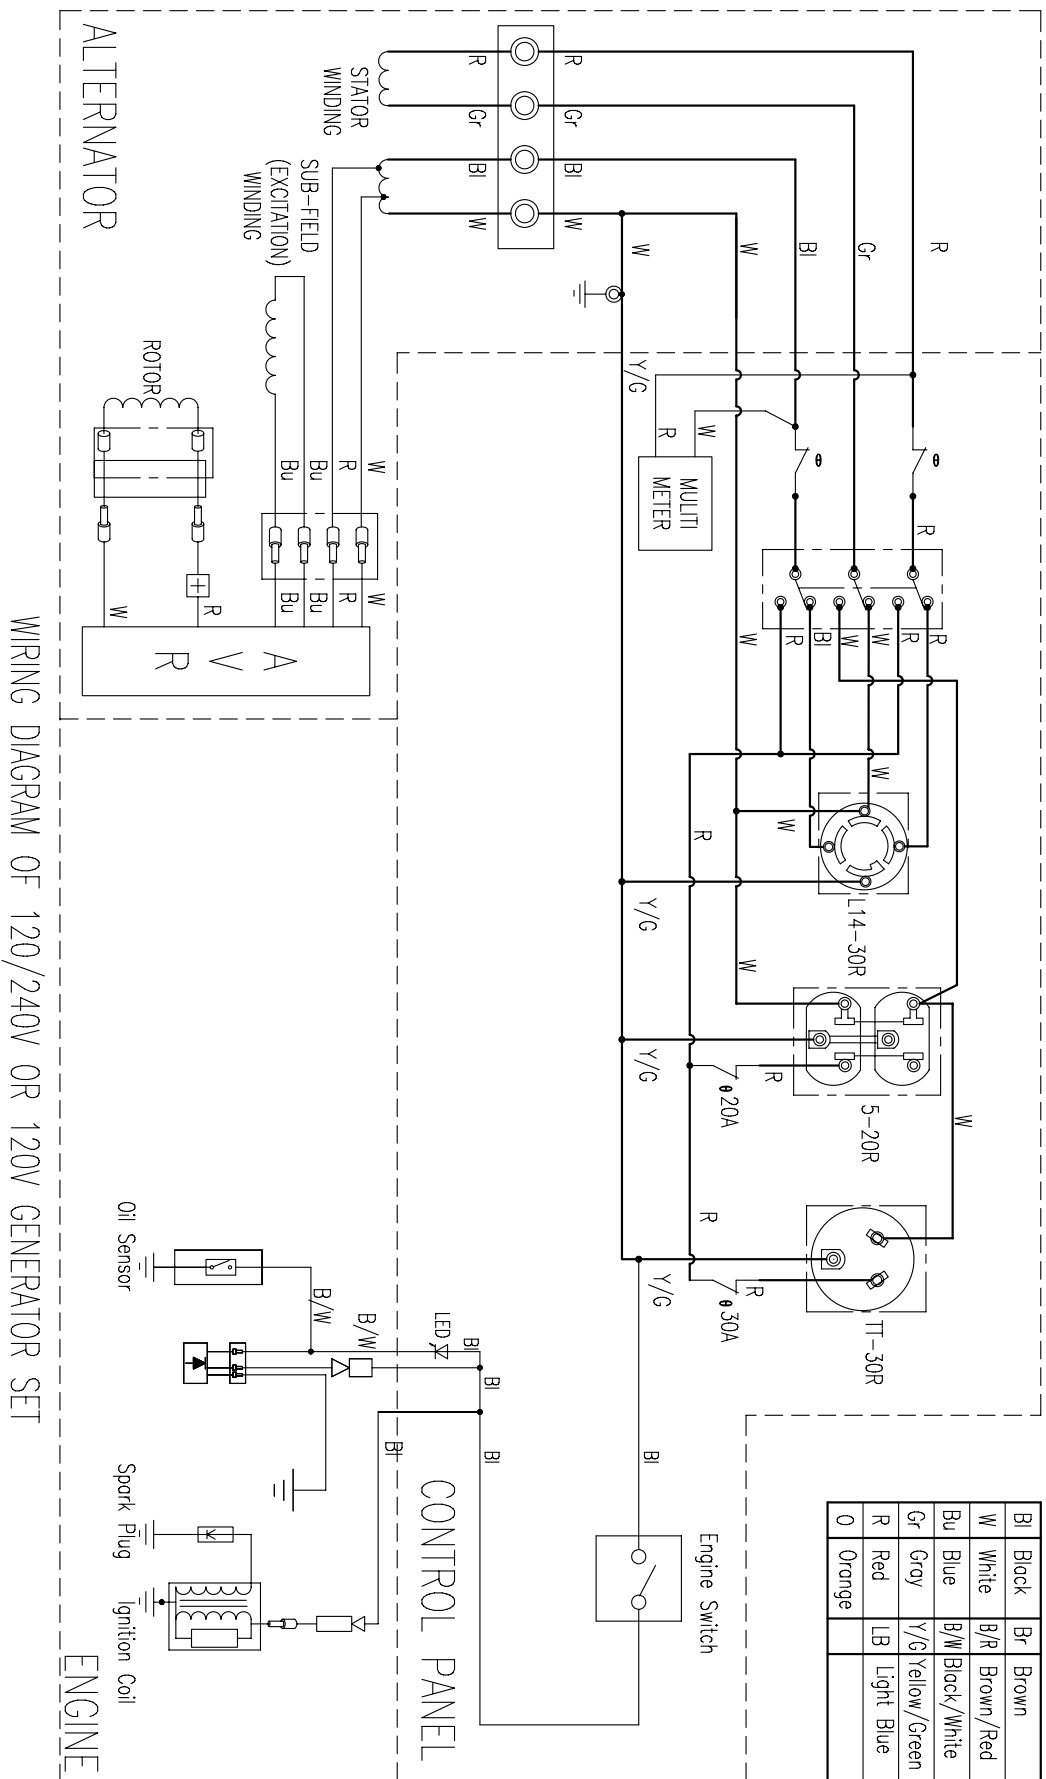 WIRING DIAGRAM OF 120/240V OR 120V GENERATOR SET
ALTERNATOR
STATOR
WINDING
SUB-FIELD
(EXCITATION)
WINDING
ROTOR
A V R
R
Gr
Bl
W
R
Gr
Bl
W
R
Gr
Bl
W
W
Y/G
W
R
Bu
Bu
W
R
Bu
Bu
R
W
R
W
MULITI
METER
θ
θ
R
R
R
W
W
Bl
R
W
W
W
R
L14-30R
Y/G
W
5-20R
Y/G
R
θ 20A
W
R
TT-30R
Y/G
R
θ 30A
CONTROL PANEL
Engine Switch
Bl
Bl
Bl
Bl
Bl
LED
B/W
B/W
Oil Sensor
Spark Plug
Ignition Coil
ENGINE
Bl Black Br Brown
W White B/R Brown/Red
Bu Blue B/W Black/White
Gr Gray Y/G Yellow/Green
R Red LB Light Blue
O Orange